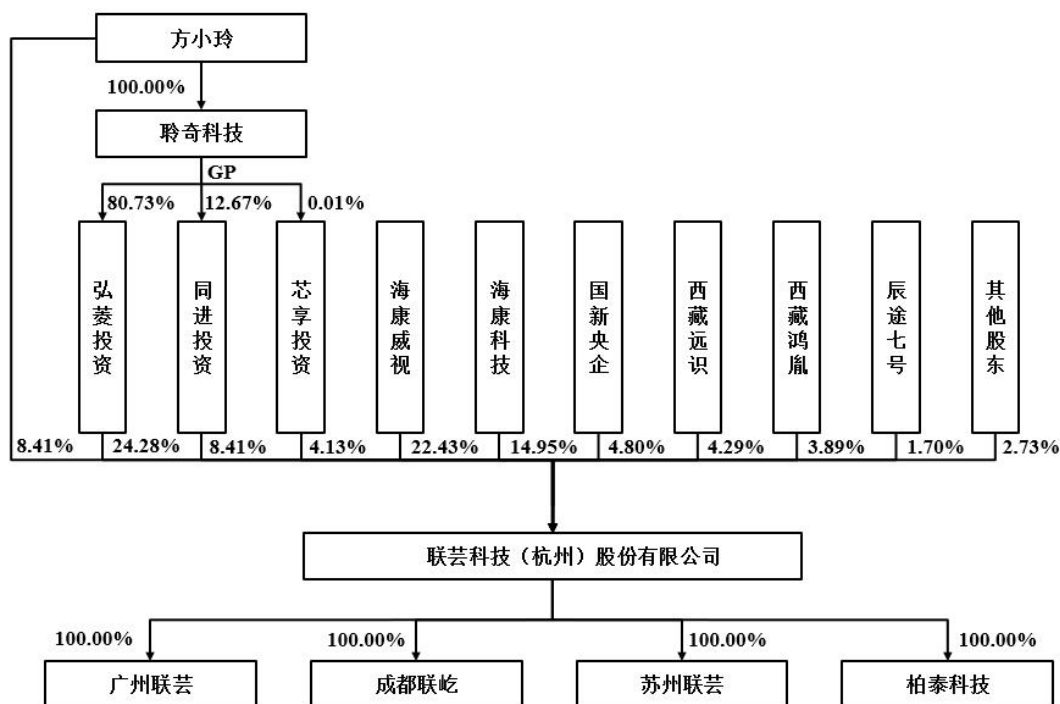 方小玲
100.00%
聆奇科技
GP
80.73%
12.67%
0.01%
弘菱投资
同进投资
芯享投资
海康威视
海康科技
国新央企
西藏远识
西藏鸿胤
辰途七号
其他股东
8.41%
24.28%
8.41%
4.13%
22.43%
14.95%
4.80%
4.29%
3.89%
1.70%
2.73%
联芸科技（杭州）股份有限公司
100.00%
100.00%
100.00%
100.00%
广州联芸
成都联屹
苏州联芸
柏泰科技